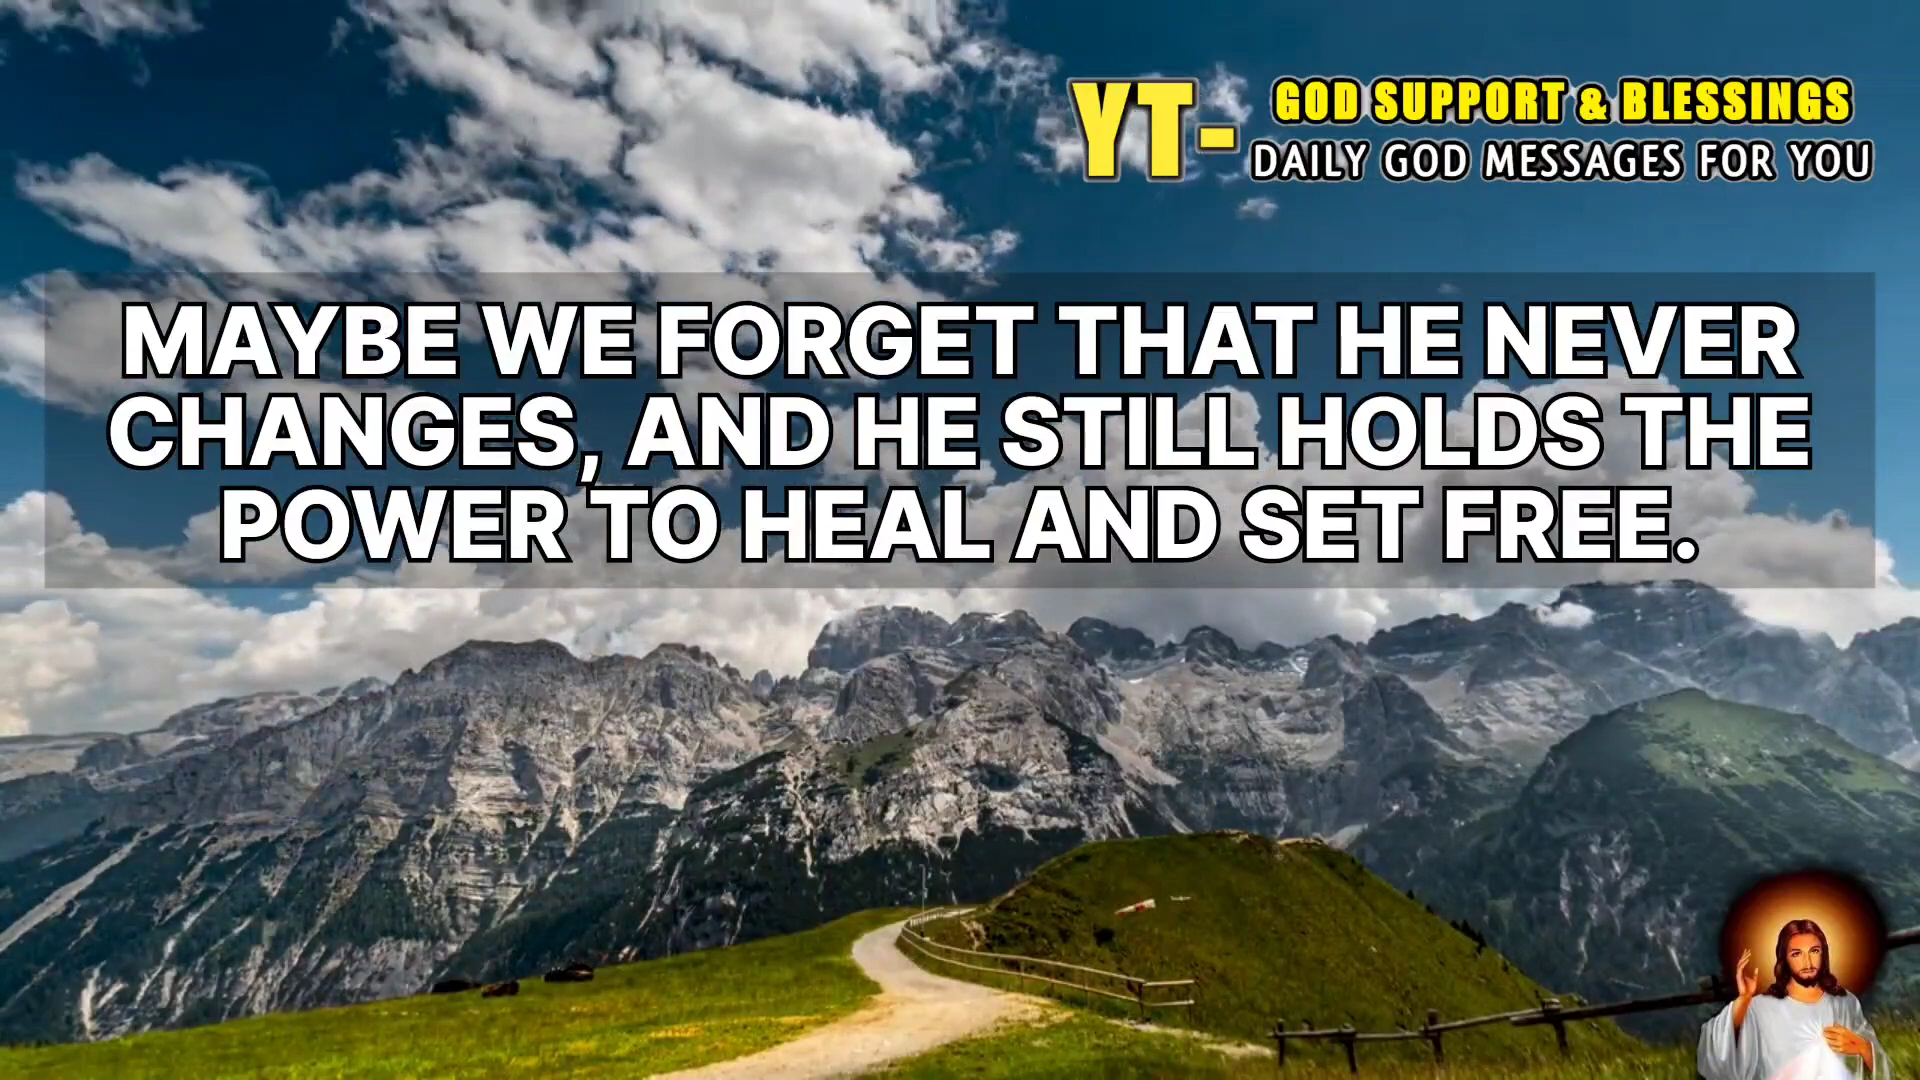 YT-
GOD SUPPORT & BLESSINGS
DAILY GOD MESSAGES FOR YOU
MAYBE WE FORGET THAT HE NEVER
CHANGES, AND HE STILL HOLDS THE
POWER TO HEAL AND SET FREE.